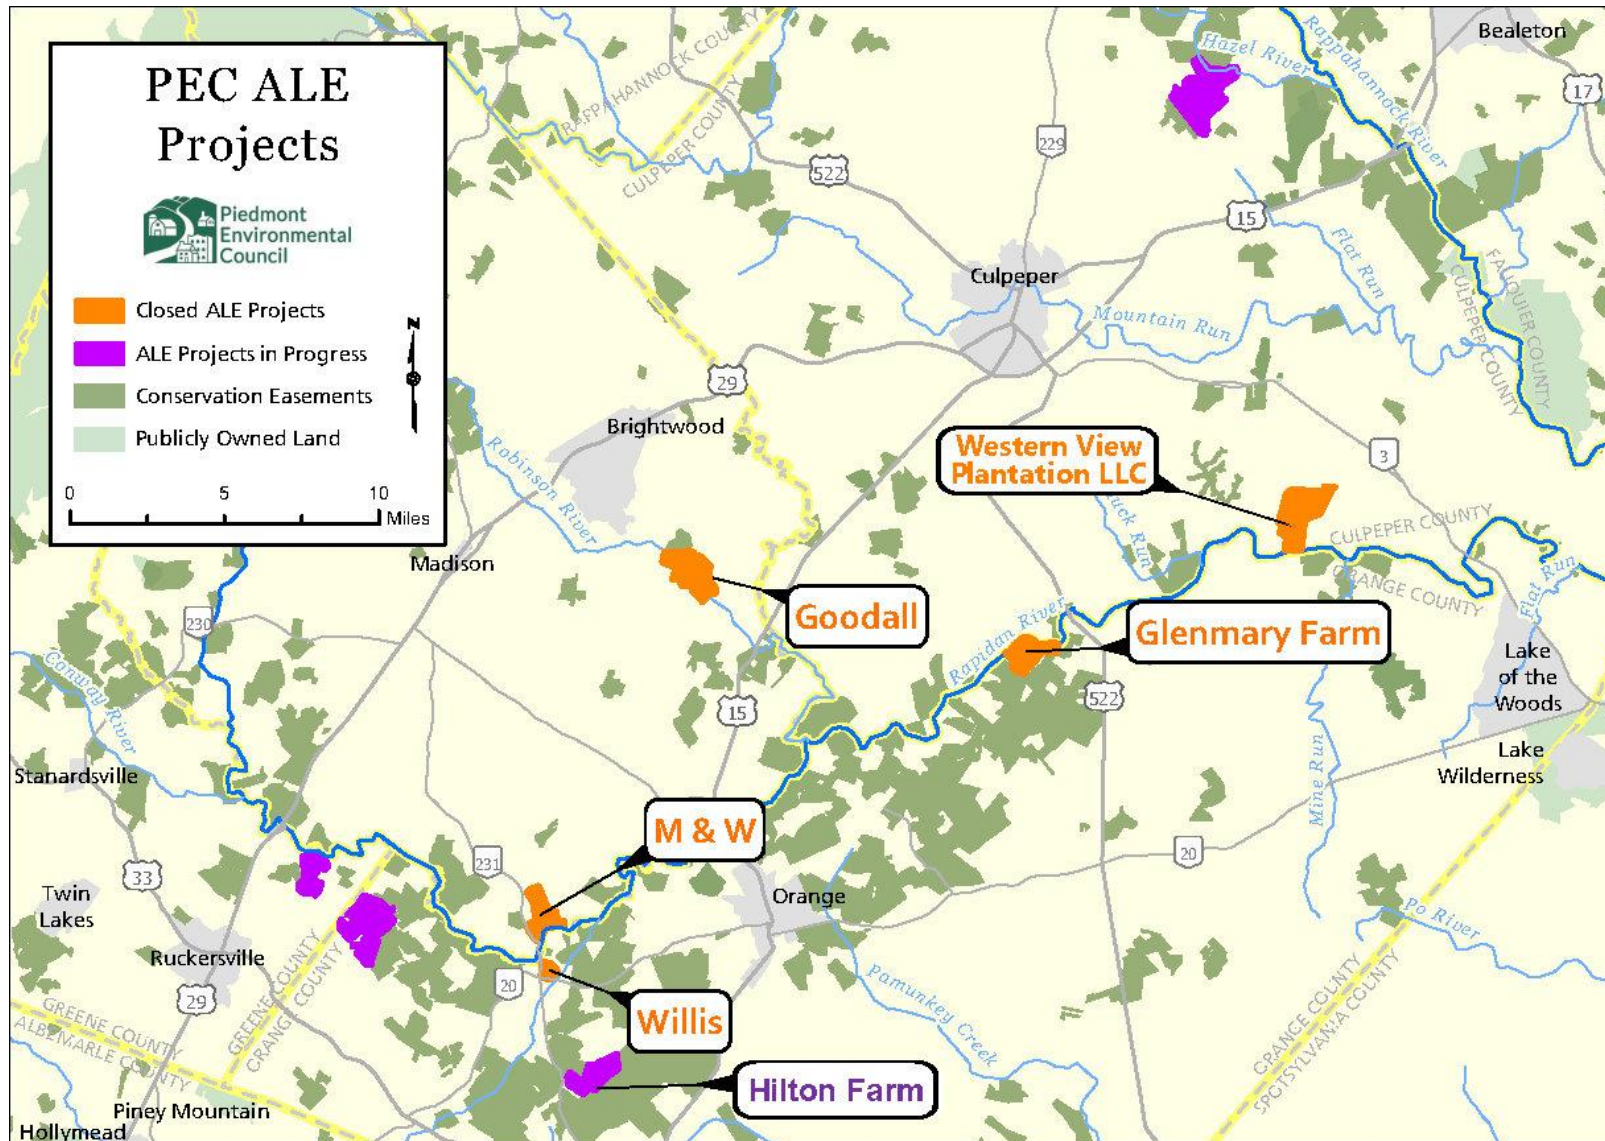 PEC ALE
Projects
Piedmont
Environmental
Council
Closed ALE Projects
ALE Projects in Progress
Conservation Easements
Publicly Owned Land
N
0 5 10
Miles
RAPPAHANNOCK COUNTY
CULPEPER COUNTY
Hazel River
Rappahannock River
Bealeton
17
229
522
15
Flat Run
FAUQUIER COUNTY
CULPEPER COUNTY
Culpeper
Mountain Run
29
Brightwood
Robinson River
Western View
Plantation LLC
3
CULPEPER COUNTY
ORANGE COUNTY
Flat Run
Madison
Goodall
Glenmary Farm
Rapidan River
230
Conway River
522
15
Lake
of the
Woods
Lake
Wilderness
Mine Run
Stanardsville
M & W
231
20
33
Twin
Lakes
Orange
Po River
Ruckersville
20
29
Willis
Pamunkey Creek
GREENE COUNTY
ORANGE COUNTY
GREENE COUNTY
ALBEMARLE COUNTY
ORANGE COUNTY
SPOTSYLVANIA COUNTY
Hilton Farm
Piney Mountain
Hollymead